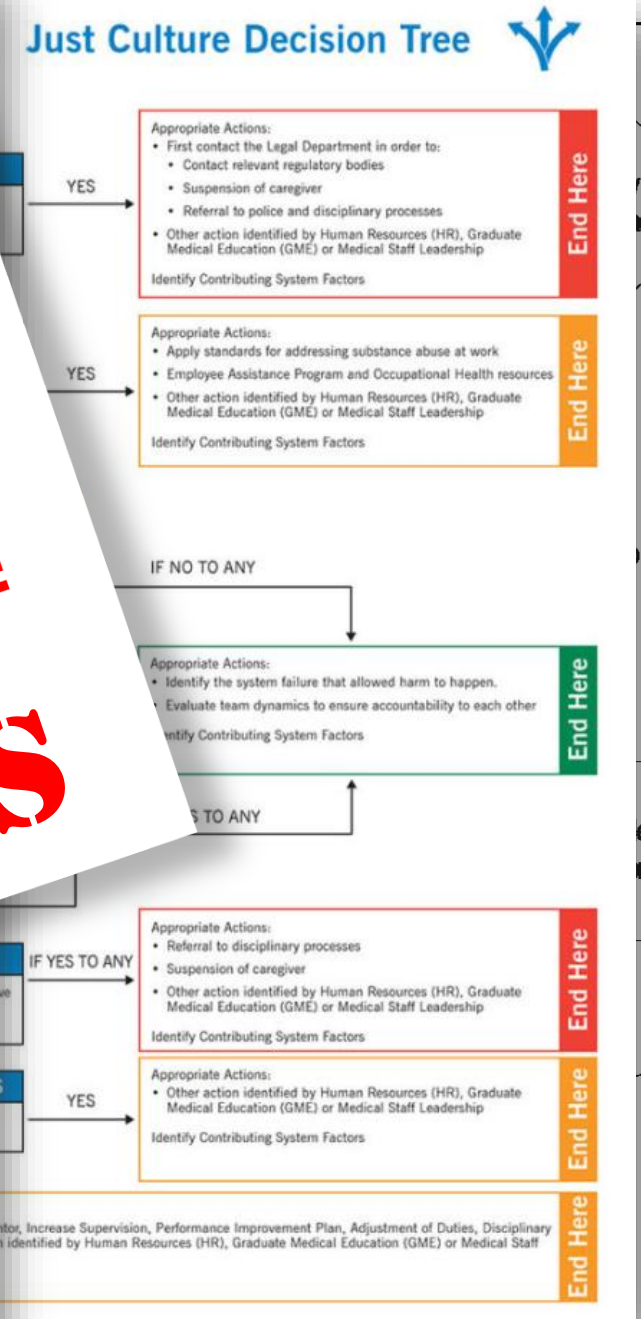 Just Culture Decision Tree
YES
Appropriate Actions:
• First contact the Legal Department in order to:
• Contact relevant regulatory bodies
• Suspension of caregiver
• Referral to police and disciplinary processes
• Other action identified by Human Resources (HR), Graduate
Medical Education (GME) or Medical Staff Leadership
Identify Contributing System Factors
End Here
YES
Appropriate Actions:
• Apply standards for addressing substance abuse at work
• Employee Assistance Program and Occupational Health resources
• Other action identified by Human Resources (HR), Graduate
Medical Education (GME) or Medical Staff Leadership
Identify Contributing System Factors
End Here
IF NO TO ANY
Appropriate Actions:
• Identify the system failure that allowed harm to happen.
Evaluate team dynamics to ensure accountability to each other
entify Contributing System Factors
End Here
S
S TO ANY
IF YES TO ANY
Appropriate Actions:
• Referral to disciplinary processes
• Suspension of caregiver
• Other action identified by Human Resources (HR), Graduate
Medical Education (GME) or Medical Staff Leadership
Identify Contributing System Factors
End Here
YES
Appropriate Actions:
• Other action identified by Human Resources (HR), Graduate
Medical Education (GME) or Medical Staff Leadership
Identify Contributing System Factors
End Here
tor, Increase Supervision, Performance Improvement Plan, Adjustment of Duties, Disciplinary
identified by Human Resources (HR), Graduate Medical Education (GME) or Medical Staff
End Here